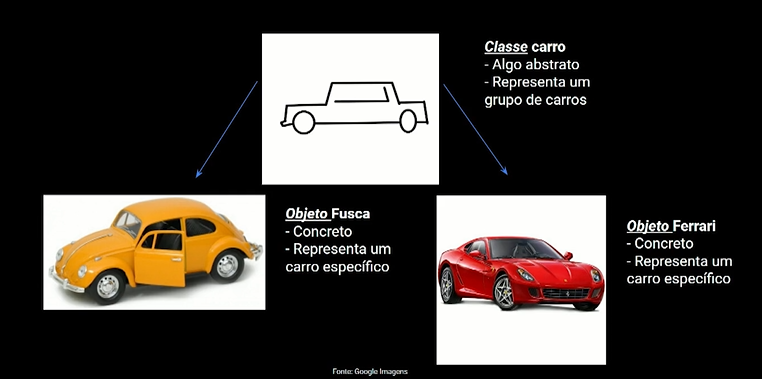 Classe carro
- Algo abstrato
- Representa um
grupo de carros
Objeto Fusca
- Concreto
- Representa um
carro específico
Objeto Ferrari
- Concreto
- Representa um
carro específico
Fonte: Google Imagens